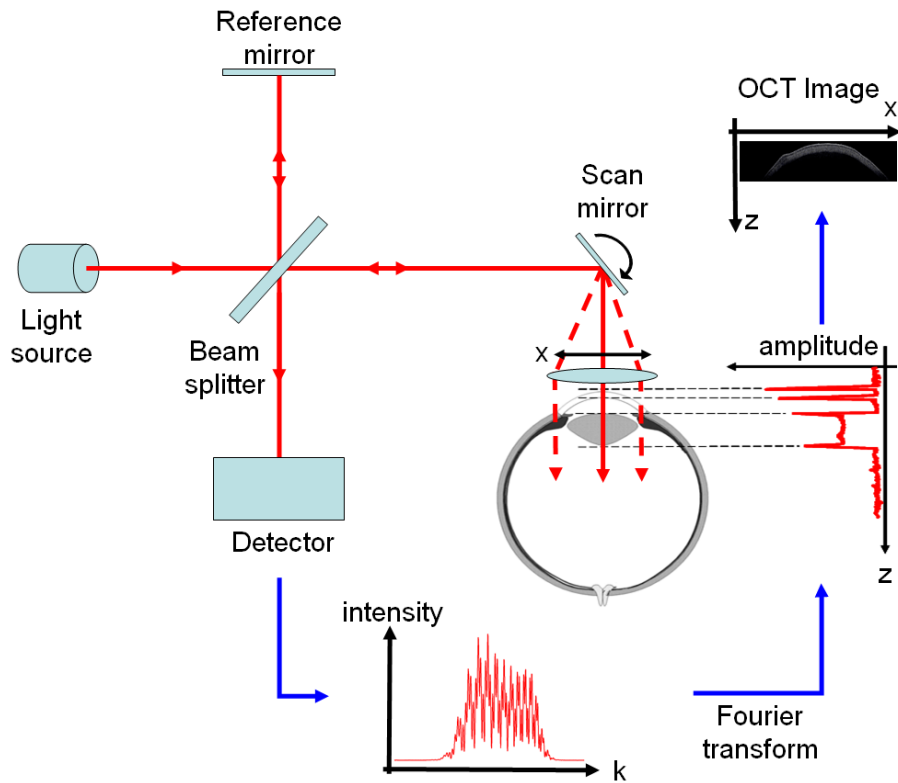 Reference
mirror
OCT Image
x
z
Scan
mirror
Light
source
Beam
splitter
x
amplitude
Detector
z
intensity
k
Fourier
transform